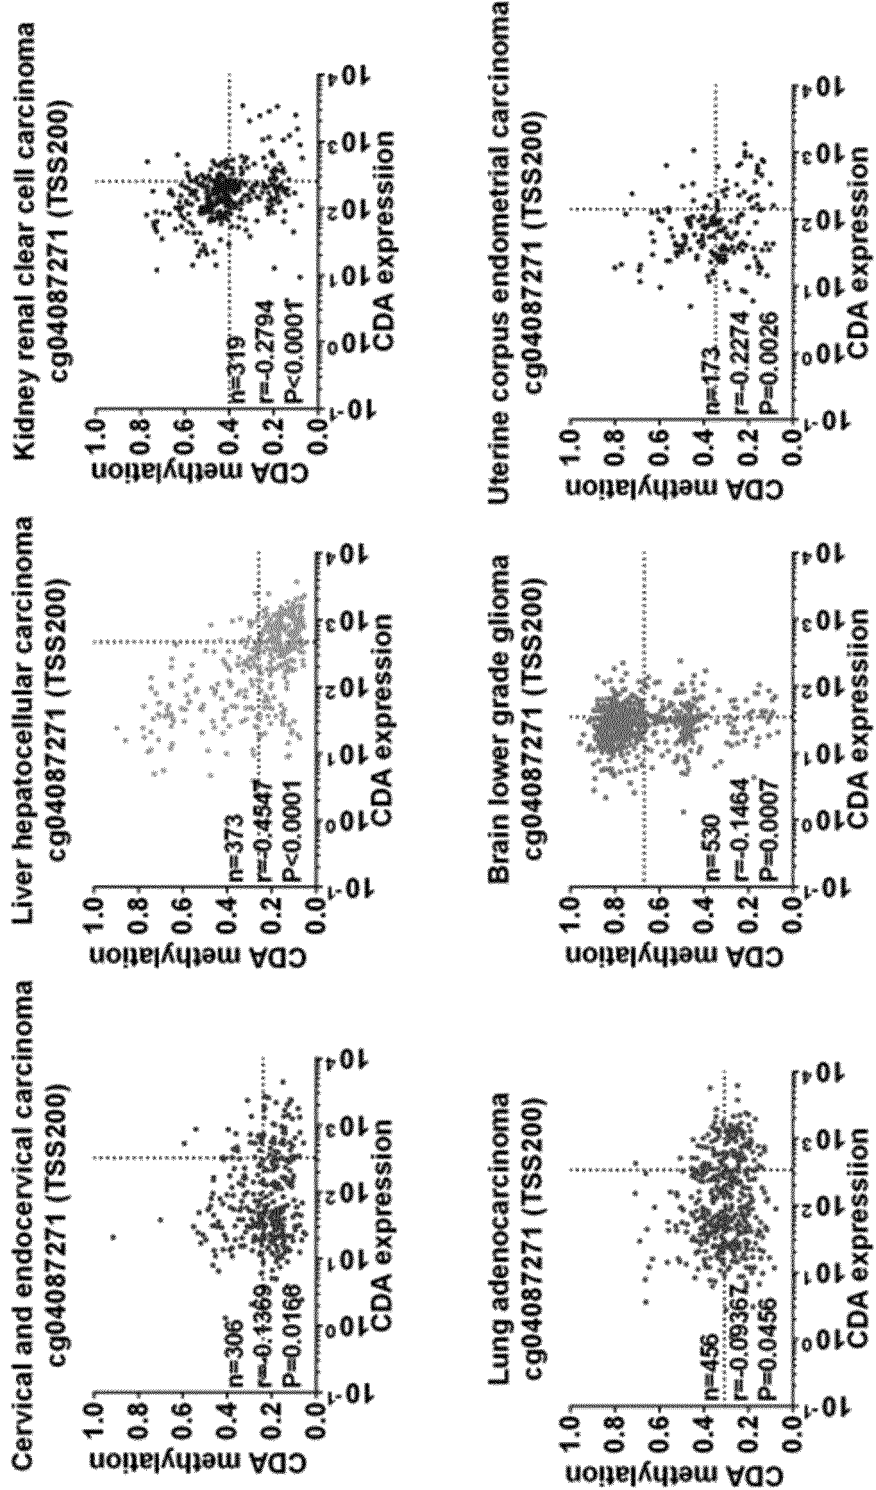 Cervical and endocervical carcinoma
cg04087271 (TSS200)
CDA methylation
1.0
0.8
0.6
0.4
0.2
0.0
n=306
r=-0.1369
P=0.0168
10⁻¹ 10⁰ 10¹ 10² 10³ 10⁴
CDA expression
Liver hepatocellular carcinoma
cg04087271 (TSS200)
CDA methylation
1.0
0.8
0.6
0.4
0.2
0.0
n=373
r=-0.4547
P<0.0001
10⁻¹ 10⁰ 10¹ 10² 10³ 10⁴
CDA expression
Kidney renal clear cell carcinoma
cg04087271 (TSS200)
CDA methylation
1.0
0.8
0.6
0.4
0.2
0.0
n=319
r=-0.2794
P<0.0001
10⁻¹ 10⁰ 10¹ 10² 10³ 10⁴
CDA expressiion
Lung adenocarcinoma
cg04087271 (TSS200)
CDA methylation
1.0
0.8
0.6
0.4
0.2
0.0
n=456
r=-0.09367
P=0.0456
10⁻¹ 10⁰ 10¹ 10² 10³ 10⁴
CDA expressiion
Brain lower grade glioma
cg04087271 (TSS200)
CDA methylation
1.0
0.8
0.6
0.4
0.2
0.0
n=530
r=-0.1464
P=0.0007
10⁻¹ 10⁰ 10¹ 10² 10³ 10⁴
CDA expressiion
Uterine corpus endometrial carcinoma
cg04087271 (TSS200)
CDA methylation
1.0
0.8
0.6
0.4
0.2
0.0
n=173
r=-0.2274
P=0.0026
10⁻¹ 10⁰ 10¹ 10² 10³ 10⁴
CDA expression